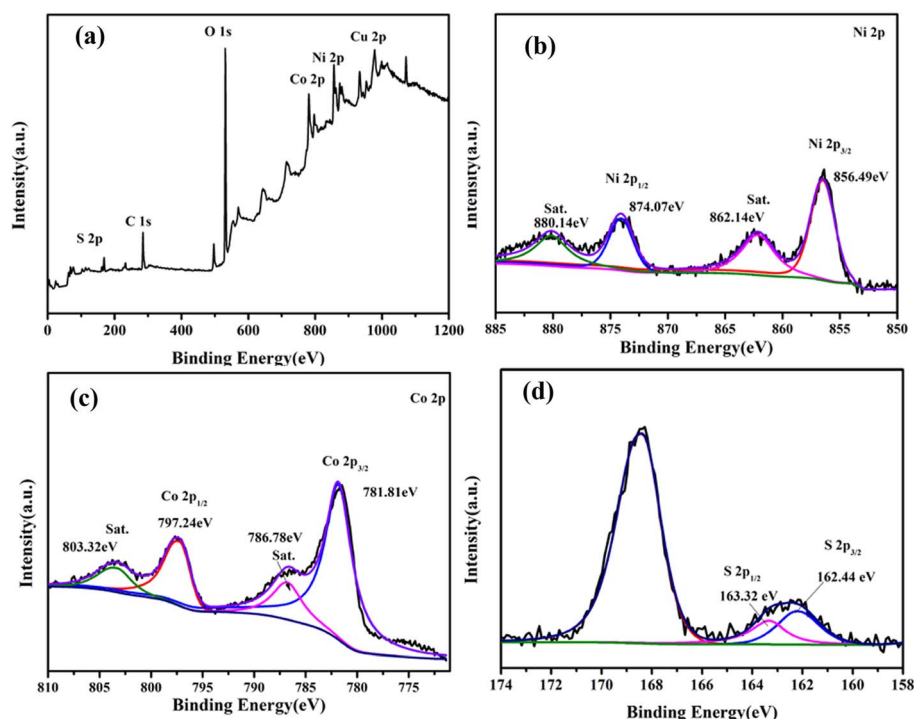 (a)
O 1s
Cu 2p
Ni 2p
Co 2p
C 1s
S 2p
Intensity(a.u.)
0 200 400 600 800 1000 1200
Binding Energy(eV)
(b)
Ni 2p
Ni 2p3/2
856.49eV
Ni 2p1/2
874.07eV
Sat.
880.14eV
Sat.
862.14eV
Intensity(a.u.)
885 880 875 870 865 860 855 850
Binding Energy(eV)
(c)
Co 2p
Co 2p3/2
781.81eV
Co 2p1/2
797.24eV
Sat.
803.32eV
786.78eV
Sat.
Intensity(a.u.)
810 805 800 795 790 785 780 775
Binding Energy(eV)
(d)
S 2p3/2
162.44 eV
S 2p1/2
163.32 eV
Intensity(a.u.)
174 172 170 168 166 164 162 160 158
Binding Energy(eV)